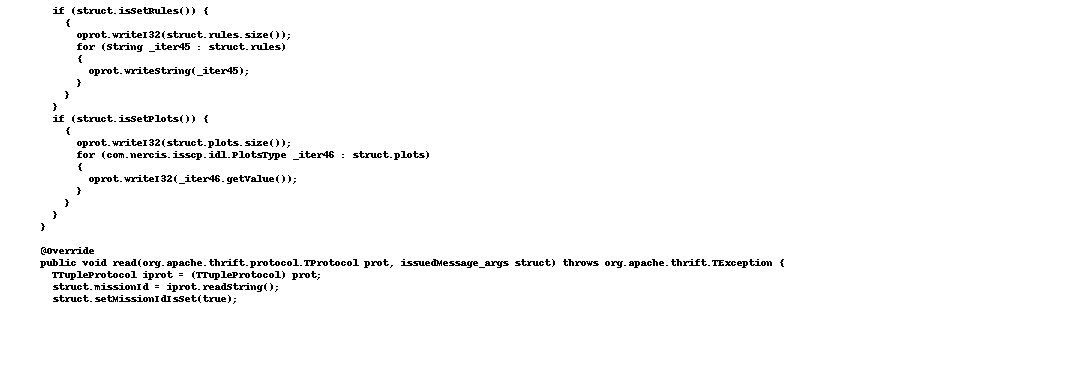 if (struct.isSetRules()) {
{
oprot.writeI32(struct.rules.size());
for (String _iter45 : struct.rules)
{
oprot.writeString(_iter45);
}
}
}
if (struct.isSetPlots()) {
{
oprot.writeI32(struct.plots.size());
for (com.nercis.isscp.idl.PlotsType _iter46 : struct.plots)
{
oprot.writeI32(_iter46.getValue());
}
}
}
}
@Override
public void read(org.apache.thrift.protocol.TProtocol prot, issuedMessage_args struct) throws org.apache.thrift.TException {
TTupleProtocol iprot = (TTupleProtocol) prot;
struct.missionId = iprot.readString();
struct.setMissionIdIsSet(true);